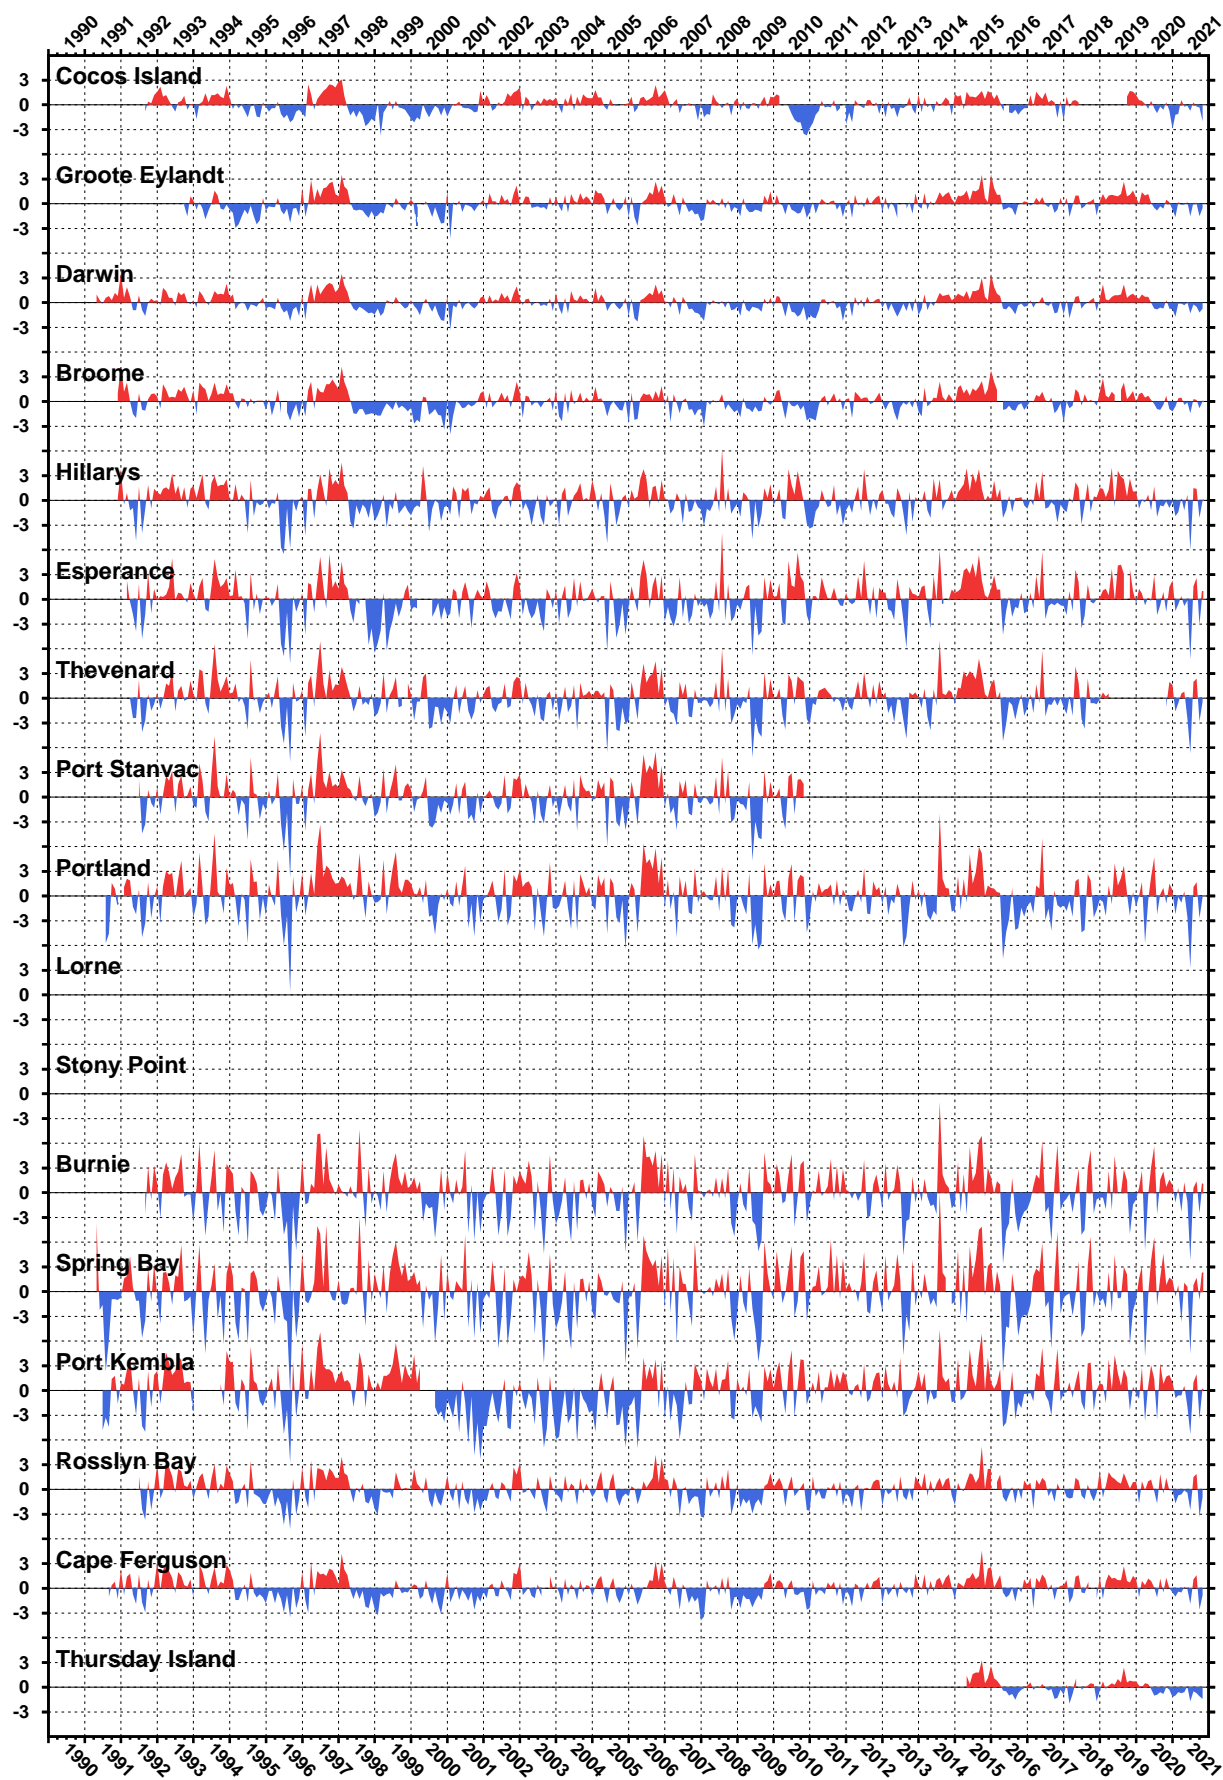 1990 1991 1992 1993 1994 1995 1996 1997 1998 1999 2000 2001 2002 2003 2004 2005 2006 2007 2008 2009 2010 2011 2012 2013 2014 2015 2016 2017 2018 2019 2020 2021
Cocos Island
3
0
-3
Groote Eylandt
3
0
-3
Darwin
3
0
-3
Broome
3
0
-3
Hillarys
3
0
-3
Esperance
3
0
-3
Thevenard
3
0
-3
Port Stanvac
3
0
-3
Portland
3
0
-3
Lorne
3
0
-3
Stony Point
3
0
-3
Burnie
3
0
-3
Spring Bay
3
0
-3
Port Kembla
3
0
-3
Rosslyn Bay
3
0
-3
Cape Ferguson
3
0
-3
Thursday Island
3
0
-3
1990 1991 1992 1993 1994 1995 1996 1997 1998 1999 2000 2001 2002 2003 2004 2005 2006 2007 2008 2009 2010 2011 2012 2013 2014 2015 2016 2017 2018 2019 2020 2021